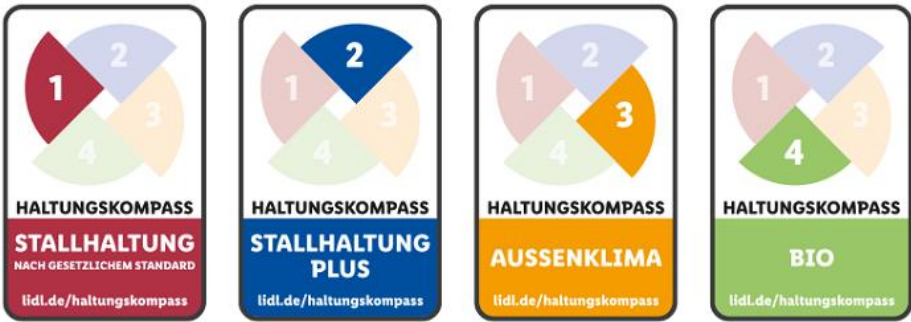 1
2
3
4
HALTUNGSKOMPASS
STALLHALTUNG
NACH GESETZLICHEM STANDARD
lidl.de/haltungskompass
1
2
3
4
HALTUNGSKOMPASS
STALLHALTUNG
PLUS
lidl.de/haltungskompass
1
2
3
4
HALTUNGSKOMPASS
AUSSENKLIMA
lidl.de/haltungskompass
1
2
3
4
HALTUNGSKOMPASS
BIO
lidl.de/haltungskompass